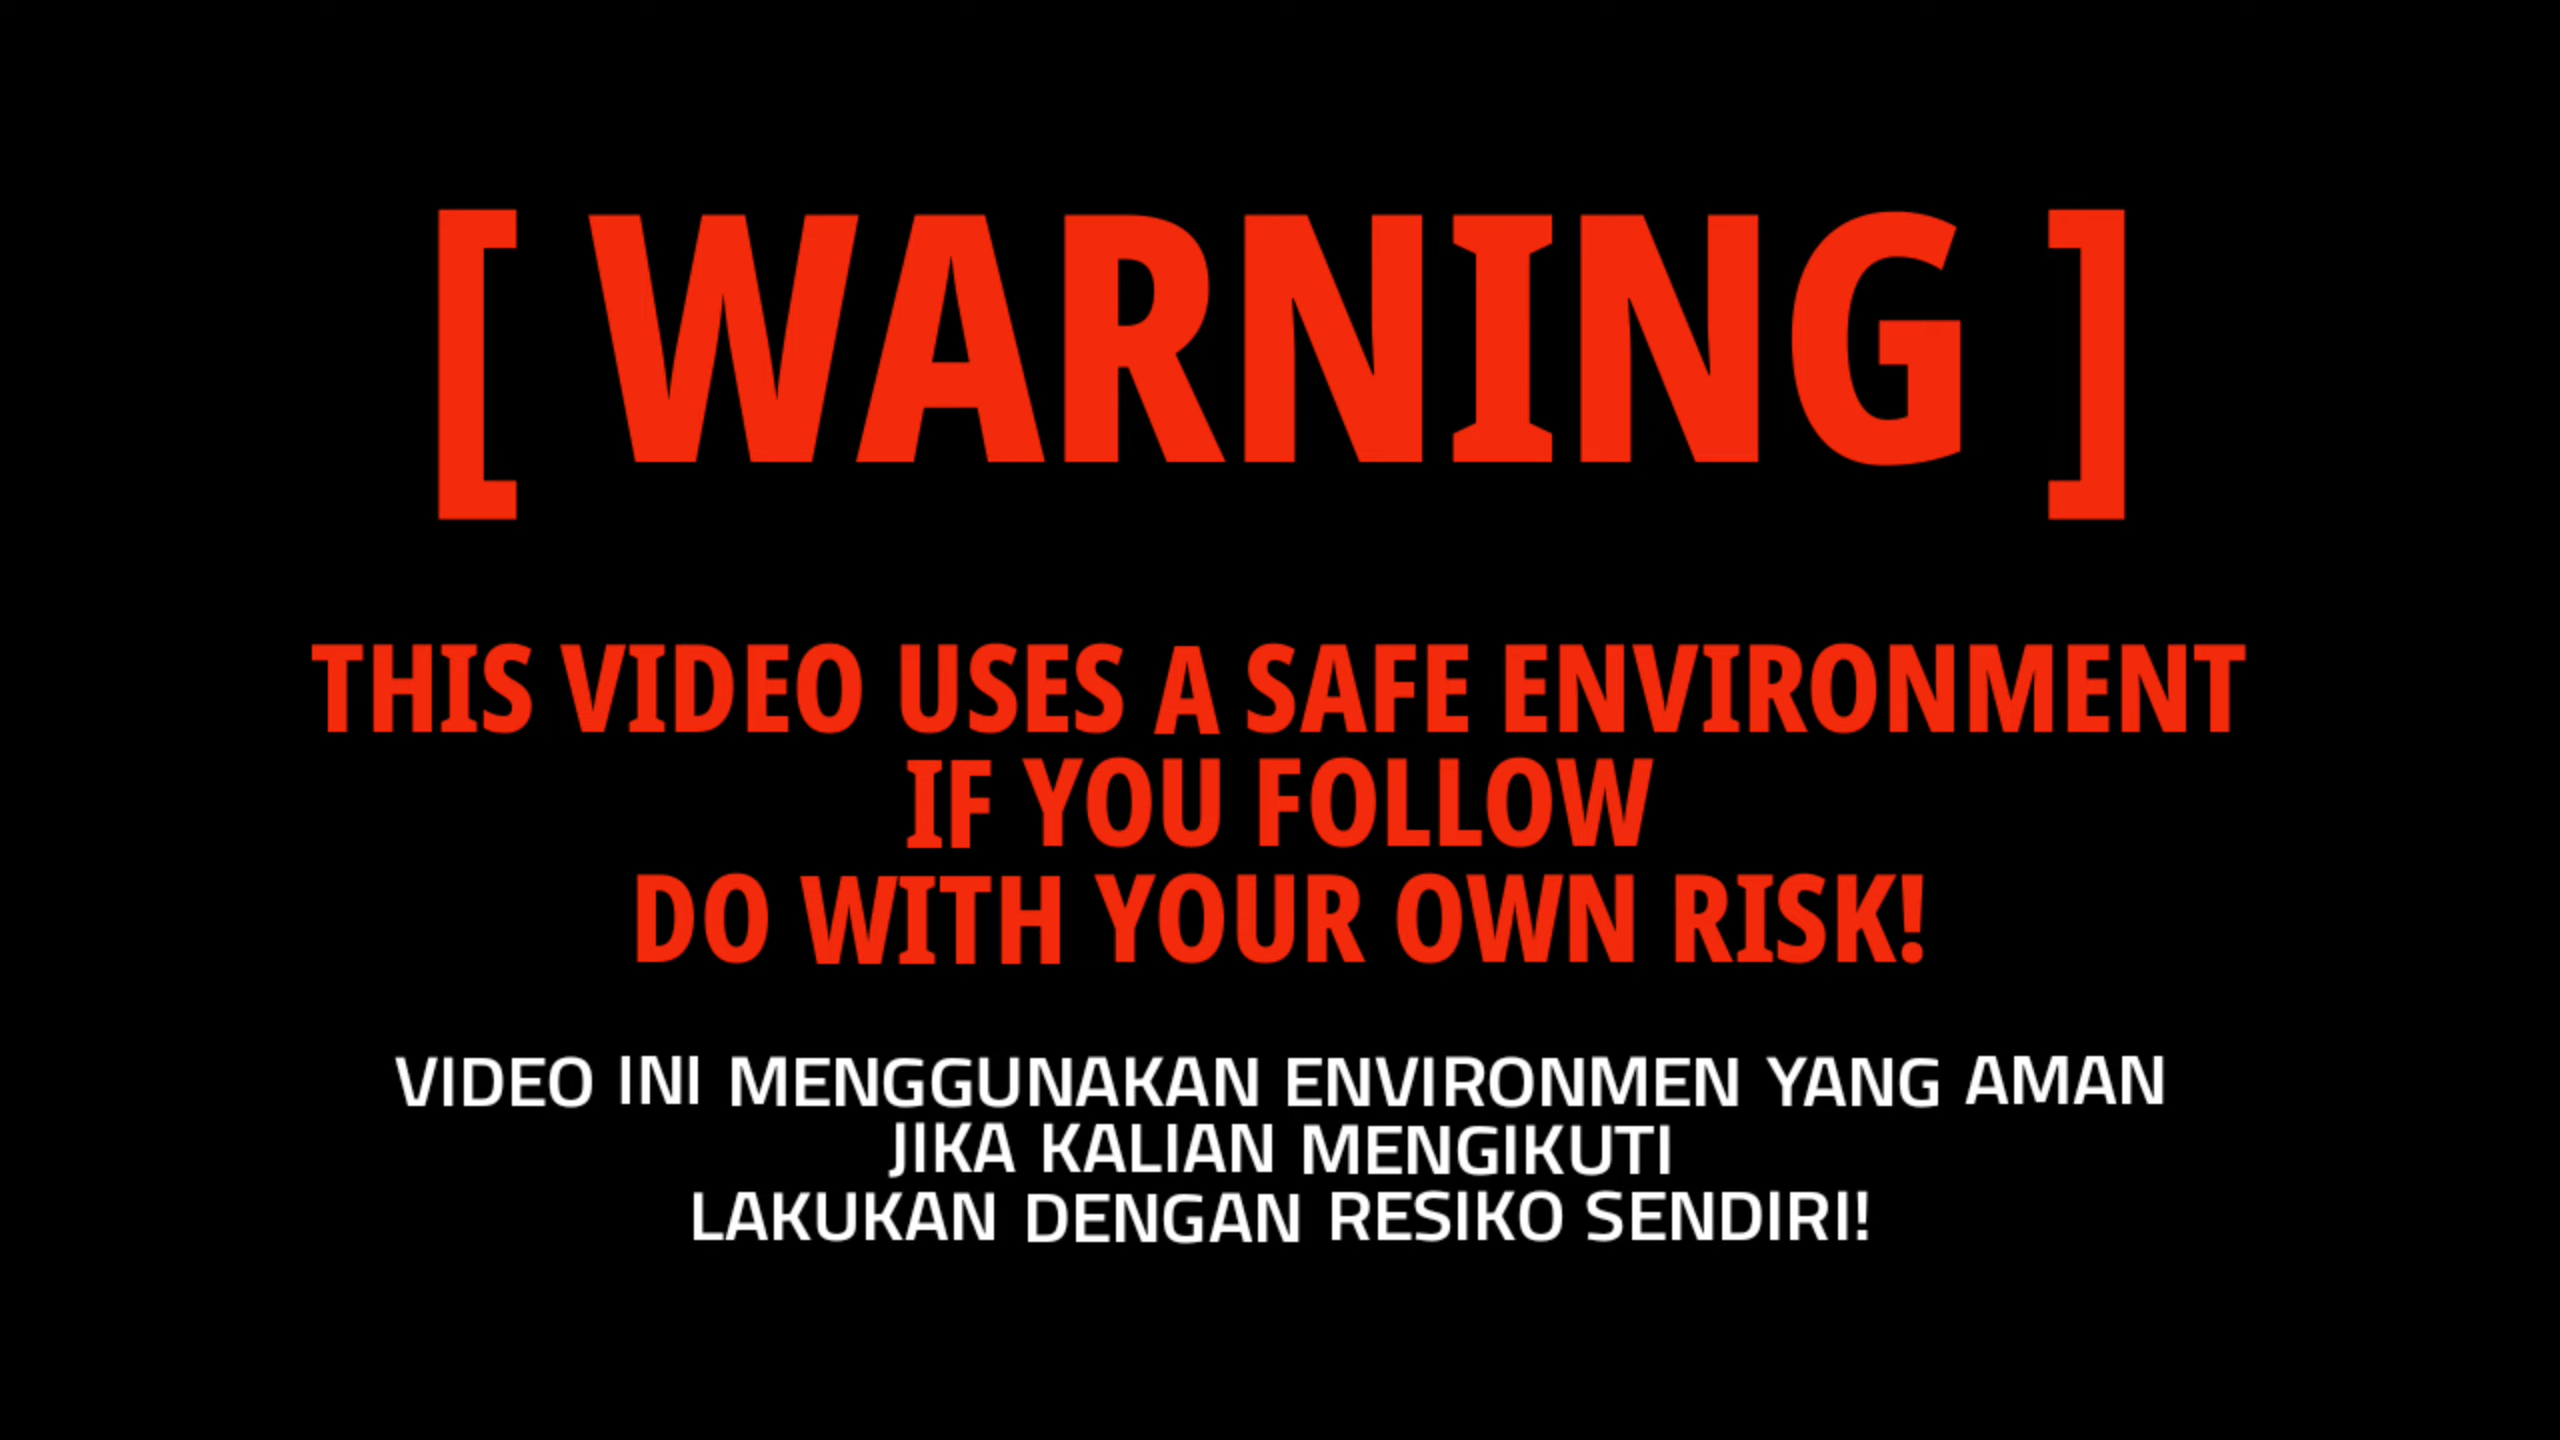 [ WARNING ]
THIS VIDEO USES A SAFE ENVIRONMENT
IF YOU FOLLOW
DO WITH YOUR OWN RISK!
VIDEO INI MENGGUNAKAN ENVIRONMEN YANG AMAN
JIKA KALIAN MENGIKUTI
LAKUKAN DENGAN RESIKO SENDIRI!